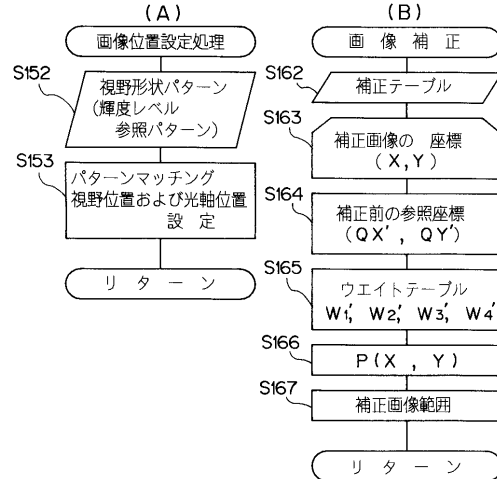 (A)
画像位置設定処理
S152
視野形状パターン
(輝度レベル
参照パターン)
S153
パターンマッチング
視野位置および光軸位置
設 定
リ タ ー ン
(B)
画 像 補 正
S162
補正テーブル
S163
補正画像の 座標
(X,Y)
S164
補正前の参照座標
(QX', QY')
S165
ウエイトテーブル
W1', W2', W3', W4'
S166
P(X , Y)
S167
補正画像範囲
リ タ ー ン